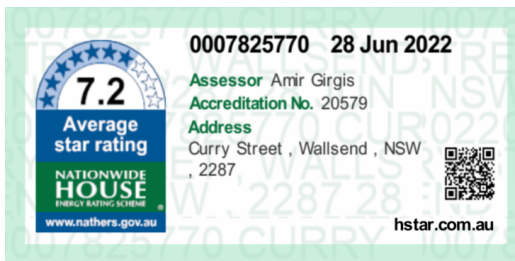 0007825770 28 Jun 2022
7.2
Average
star rating
NATIONWIDE
HOUSE
ENERGY RATING SCHEME ®
www.nathers.gov.au
Assessor Amir Girgis
Accreditation No. 20579
Address
Curry Street , Wallsend , NSW
, 2287
hstar.com.au